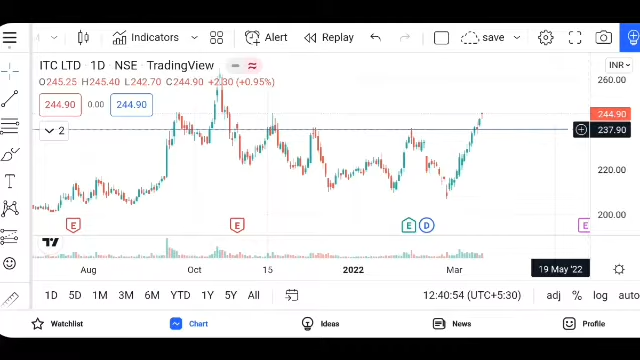 Indicators Alert Replay save
ITC LTD · 1D · NSE · TradingView
O245.25 H245.40 L242.70 C244.90 +2.30 (+0.95%)
INR
260.00
244.90 0.00 244.90
244.90
2
237.90
220.00
200.00
E E E D E
Aug Oct 15 2022 Mar 19 May '22
1D 5D 1M 3M 6M YTD 1Y 5Y All 12:40:54 (UTC+5:30) adj % log auto
Watchlist Chart Ideas News Profile